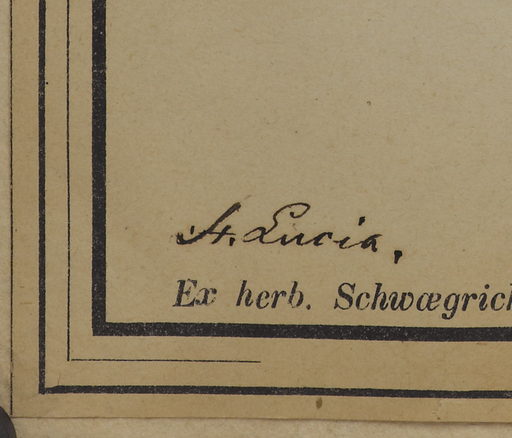 St. Lucia.
Ex herb. Schwægrich